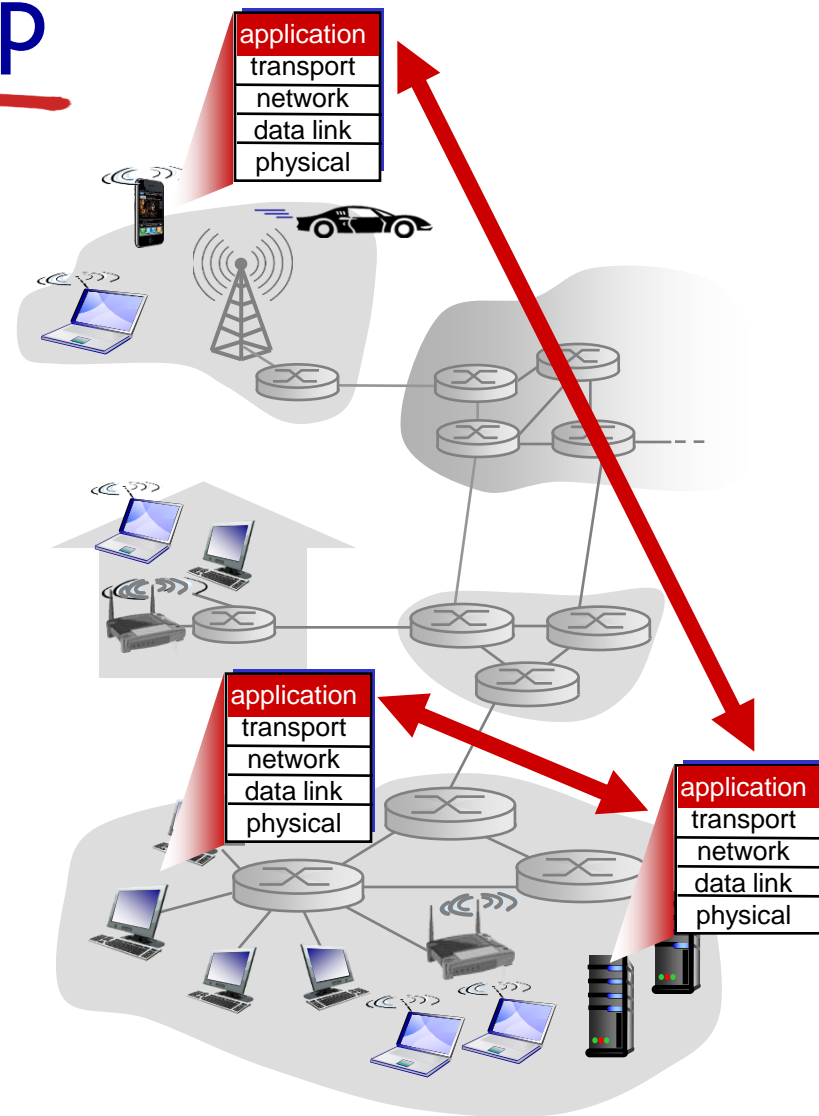 p
application
transport
network
data link
physical
application
transport
network
data link
physical
application
transport
network
data link
physical